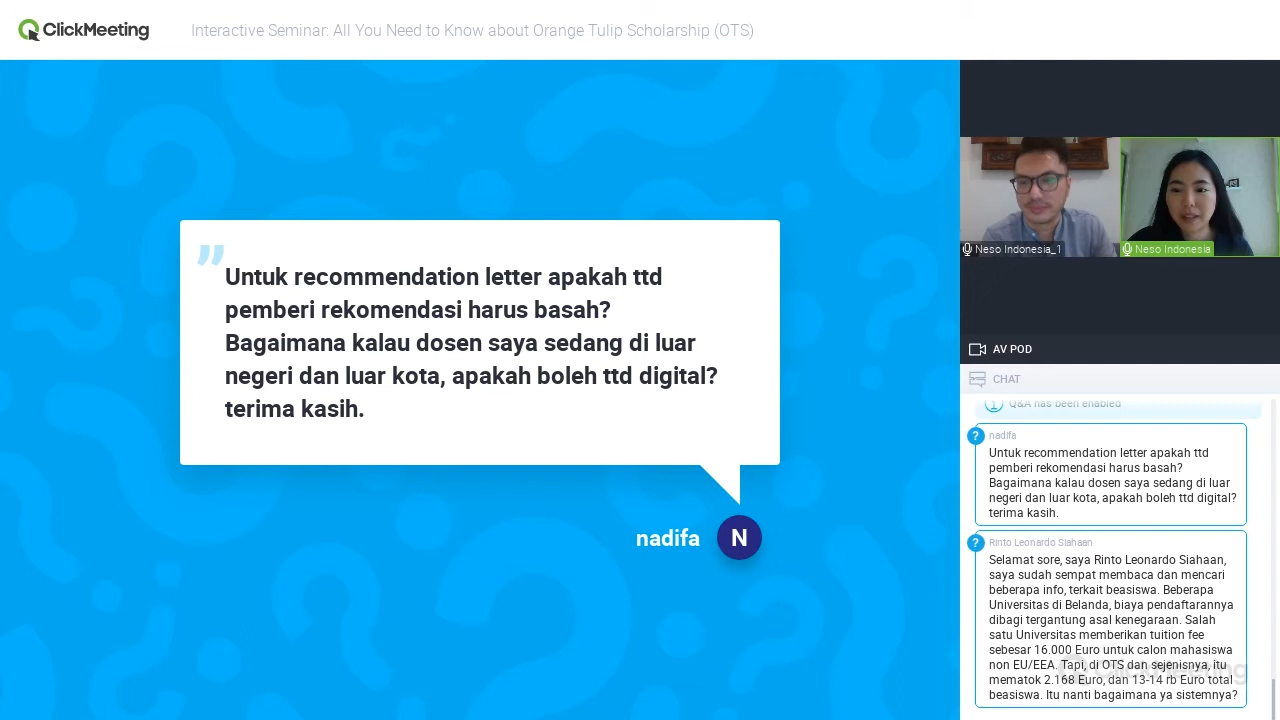 ClickMeeting
Interactive Seminar: All You Need to Know about Orange Tulip Scholarship (OTS)
Untuk recommendation letter apakah ttd
pemberi rekomendasi harus basah?
Bagaimana kalau dosen saya sedang di luar
negeri dan luar kota, apakah boleh ttd digital?
terima kasih.
nadifa
N
Neso Indonesia_1
Neso Indonesia
AV POD
CHAT
Q&A has been enabled
?
nadifa
Untuk recommendation letter apakah ttd
pemberi rekomendasi harus basah?
Bagaimana kalau dosen saya sedang di luar
negeri dan luar kota, apakah boleh ttd digital?
terima kasih.
?
Rinto Leonardo Siahaan
Selamat sore, saya Rinto Leonardo Siahaan,
saya sudah sempat membaca dan mencari
beberapa info, terkait beasiswa. Beberapa
Universitas di Belanda, biaya pendaftarannya
dibagi tergantung asal kenegaraan. Salah
satu Universitas memberikan tuition fee
sebesar 16.000 Euro untuk calon mahasiswa
non EU/EEA. Tapi, di OTS dan sejenisnya, itu
mematok 2.168 Euro, dan 13-14 rb Euro total
beasiswa. Itu nanti bagaimana ya sistemnya?
ClickMeeting